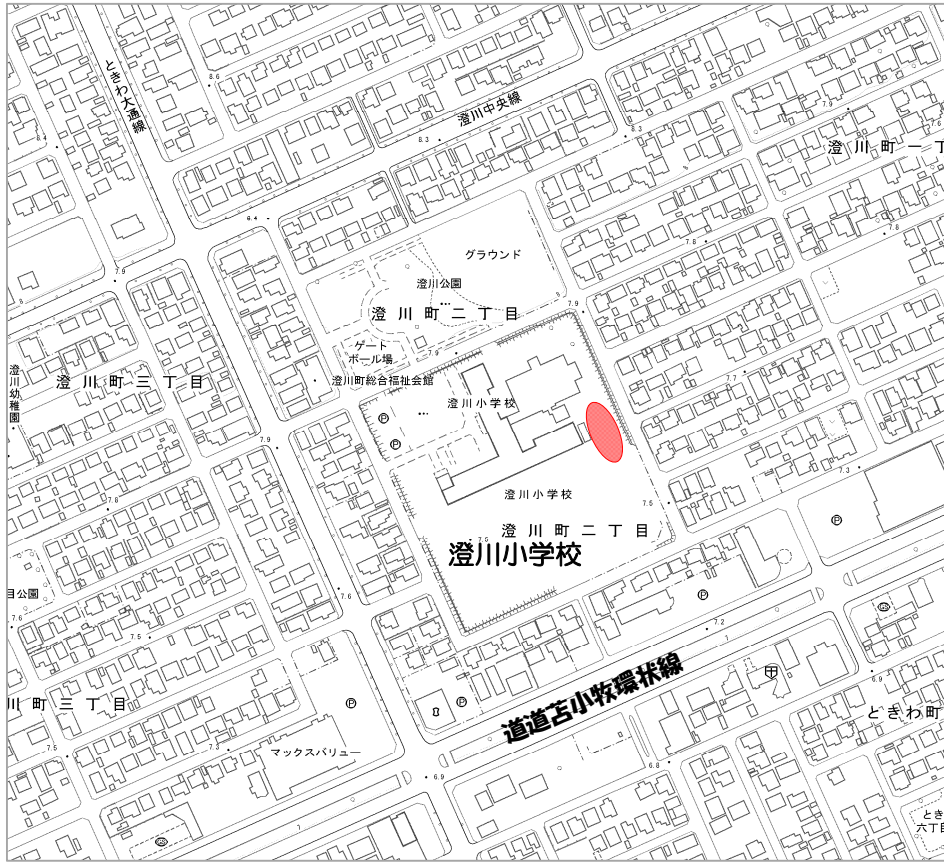 ときわ大通線
8.6
8.4
澄川中央線
8.3
8.3
7.9
7.6
澄川町一丁
6.4
7.8
7.8
グラウンド
7.9
澄川公園
澄川町二丁目
7.9
ゲート
ボール場
7.9
澄川幼稚園
澄川町三丁目
澄川町総合福祉会館
7.7
澄川小学校
P
P
7.9
7.3
7.8
澄川小学校
7.5
P
澄川町二丁目
7.5
澄川小学校
目公園
7.6
P
7.6
7.2
7.5
道道苫小牧環状線
6.9
川町三丁目
P
P
ときわ町
7.5
7.3
マックスバリュー
6.9
6.8
とき
六丁目